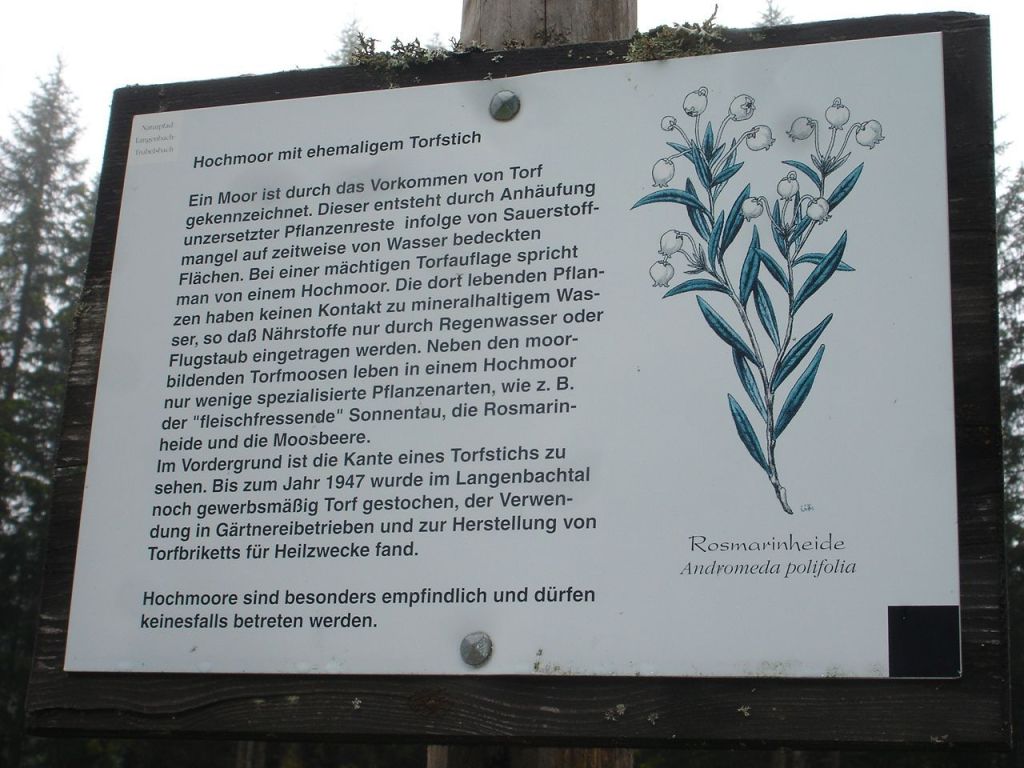 Naturpfad
Langenbach-
Trubelsbach
Hochmoor mit ehemaligem Torfstich
Ein Moor ist durch das Vorkommen von Torf
gekennzeichnet. Dieser entsteht durch Anhäufung
unzersetzter Pflanzenreste infolge von Sauerstoff-
mangel auf zeitweise von Wasser bedeckten
Flächen. Bei einer mächtigen Torfauflage spricht
man von einem Hochmoor. Die dort lebenden Pflan-
zen haben keinen Kontakt zu mineralhaltigem Was-
ser, so daß Nährstoffe nur durch Regenwasser oder
Flugstaub eingetragen werden. Neben den moor-
bildenden Torfmoosen leben in einem Hochmoor
nur wenige spezialisierte Pflanzenarten, wie z. B.
der "fleischfressende" Sonnentau, die Rosmarin-
heide und die Moosbeere.
Im Vordergrund ist die Kante eines Torfstichs zu
sehen. Bis zum Jahr 1947 wurde im Langenbachtal
noch gewerbsmäßig Torf gestochen, der Verwen-
dung in Gärtnereibetrieben und zur Herstellung von
Torfbriketts für Heilzwecke fand.
Hochmoore sind besonders empfindlich und dürfen
keinesfalls betreten werden.
Rosmarinheide
Andromeda polifolia